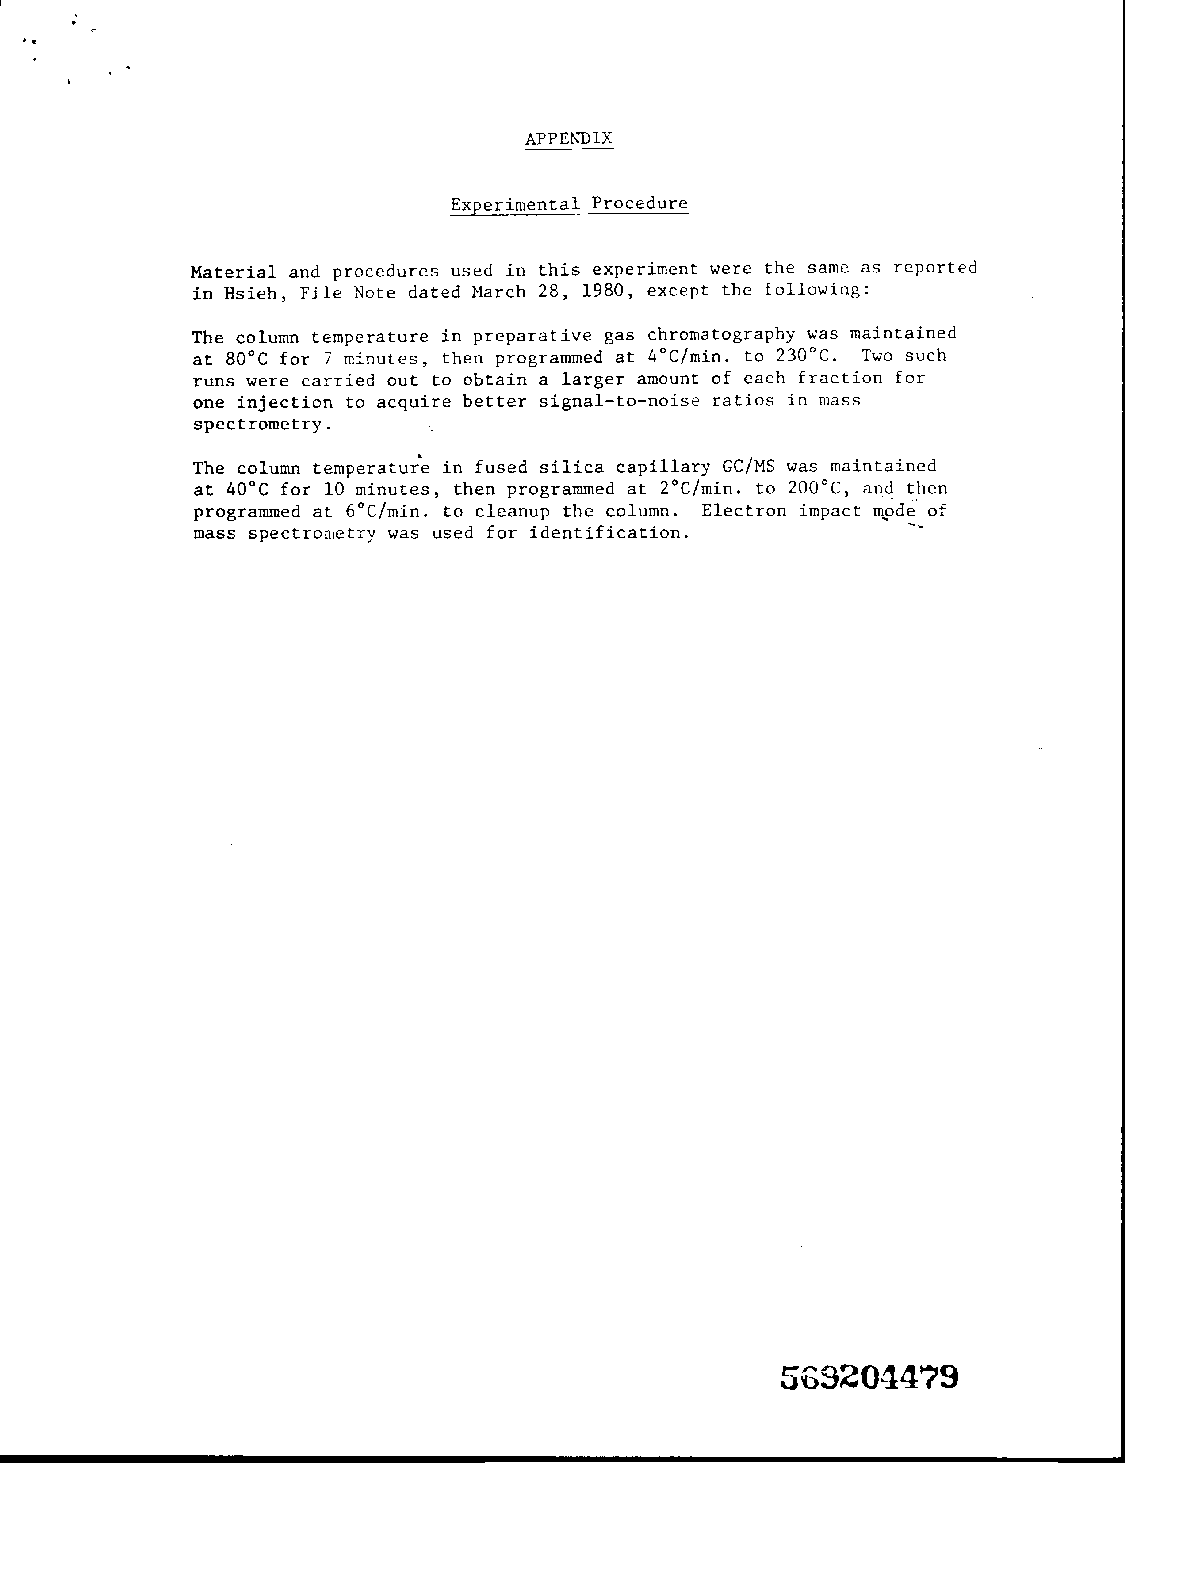 APPENDIX
Experimental Procedure
Material and procedures used in this experiment were the same as reported
in Hsieh, File Note dated March 28, 1980, except the following:
The column temperature in preparative gas chromatography was maintained
at 80°C for 7 minutes, then programmed at 4°C/min. to 230°C. Two such
runs were carried out to obtain a larger amount of each fraction for
one injection to acquire better signal-to-noise ratios in mass
spectrometry.
The column temperature in fused silica capillary GC/MS was maintained
at 40°C for 10 minutes, then programmed at 2°C/min. to 200°C, and then
programmed at 6°C/min. to cleanup the column. Electron impact mode of
mass spectrometry was used for identification.
569204479